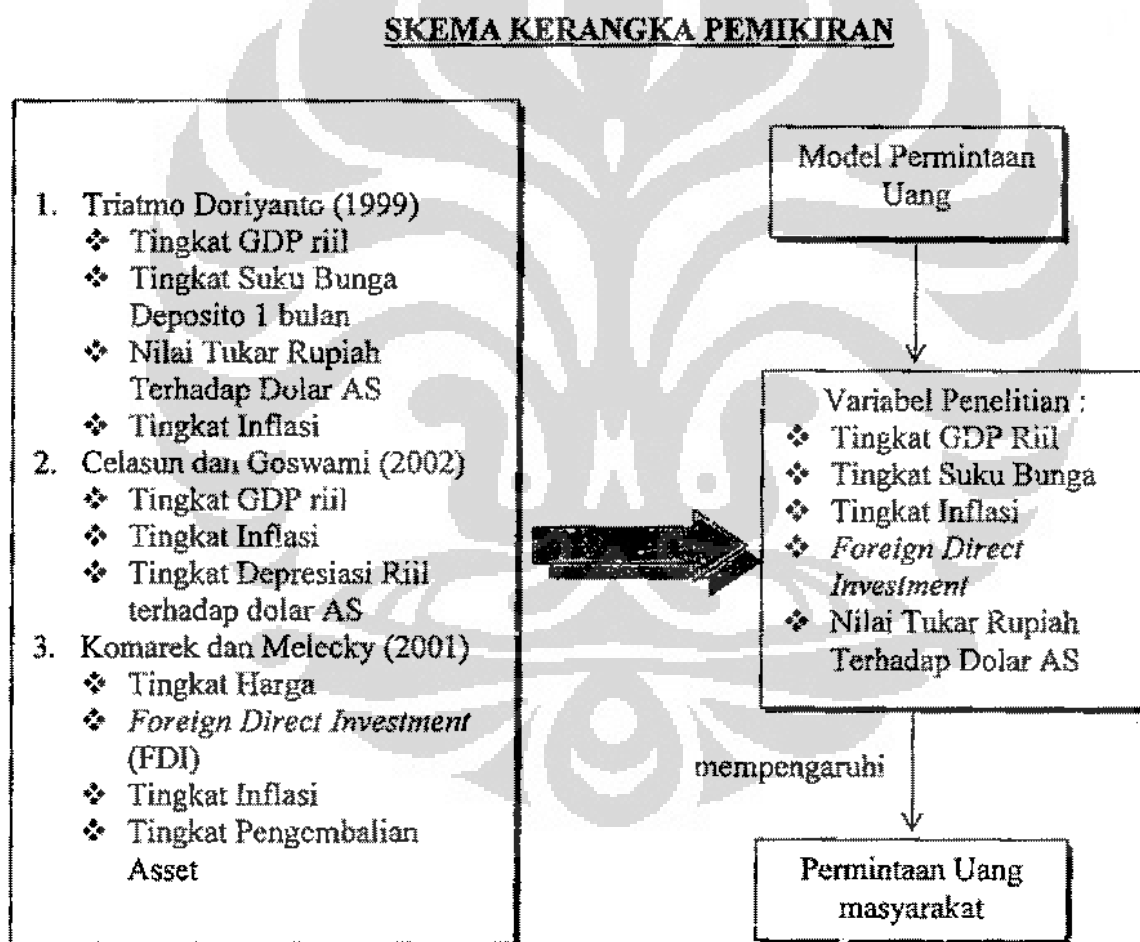 SKEMA KERANGKA PEMIKIRAN
1. Triatmo Doriyanto (1999)
❖ Tingkat GDP riil
❖ Tingkat Suku Bunga
Deposito 1 bulan
❖ Nilai Tukar Rupiah
Terhadap Dolar AS
❖ Tingkat Inflasi
2. Celasun dan Goswami (2002)
❖ Tingkat GDP riil
❖ Tingkat Inflasi
❖ Tingkat Depresiasi Riil
terhadap dolar AS
3. Komarek dan Melecky (2001)
❖ Tingkat Harga
❖ Foreign Direct Investment
(FDI)
❖ Tingkat Inflasi
❖ Tingkat Pengembalian
Asset
Model Permintaan
Uang
Variabel Penelitian :
❖ Tingkat GDP Riil
❖ Tingkat Suku Bunga
❖ Tingkat Inflasi
❖ Foreign Direct
Investment
❖ Nilai Tukar Rupiah
Terhadap Dolar AS
mempengaruhi
Permintaan Uang
masyarakat